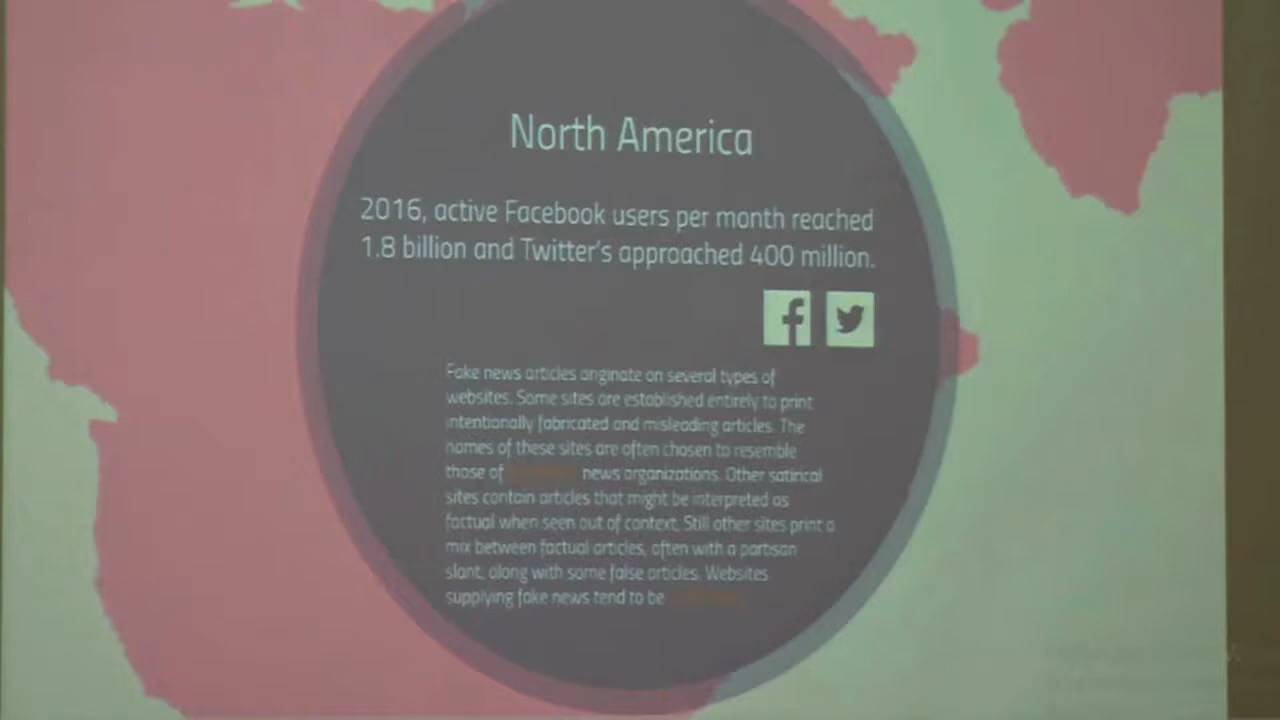 North America
2016, active Facebook users per month reached
1.8 billion and Twitter's approached 400 million.
Fake news articles originate on several types of
websites. Some sites are established entirely to print
intentionally fabricated and misleading articles. The
names of these sites are often chosen to resemble
those of news organizations. Other satirical
sites contain articles that might be interpreted as
factual when seen out of context. Still other sites print a
mix between factual articles, often with a partisan
slant, along with some false articles. Websites
supplying fake news tend to be